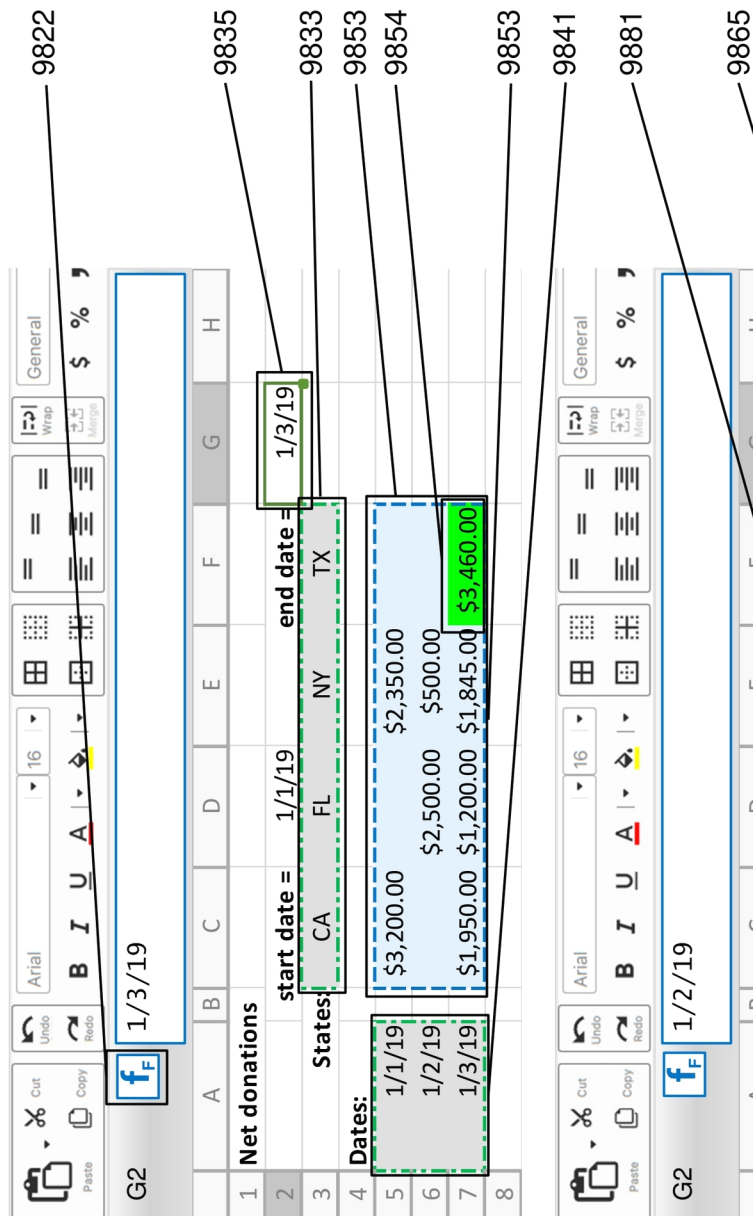 9822
9835
9833
9853
9854
9853
9841
9881
9865
Cut
Copy
Paste
Undo
Redo
Arial
16
B I U A
Wrap
Merge
General
$ % ,
G2
fF
1/3/19
A B C D E F G H
1 Net donations
2 start date = 1/1/19 end date = 1/3/19
3 States: CA FL NY TX
4 Dates:
5 1/1/19 $3,200.00 $2,350.00
6 1/2/19 $2,500.00 $500.00
7 1/3/19 $1,950.00 $1,200.00 $1,845.00 $3,460.00
8
Cut
Copy
Paste
Undo
Redo
Arial
16
B I U A
Wrap
Merge
General
$ % ,
G2
fF
1/2/19